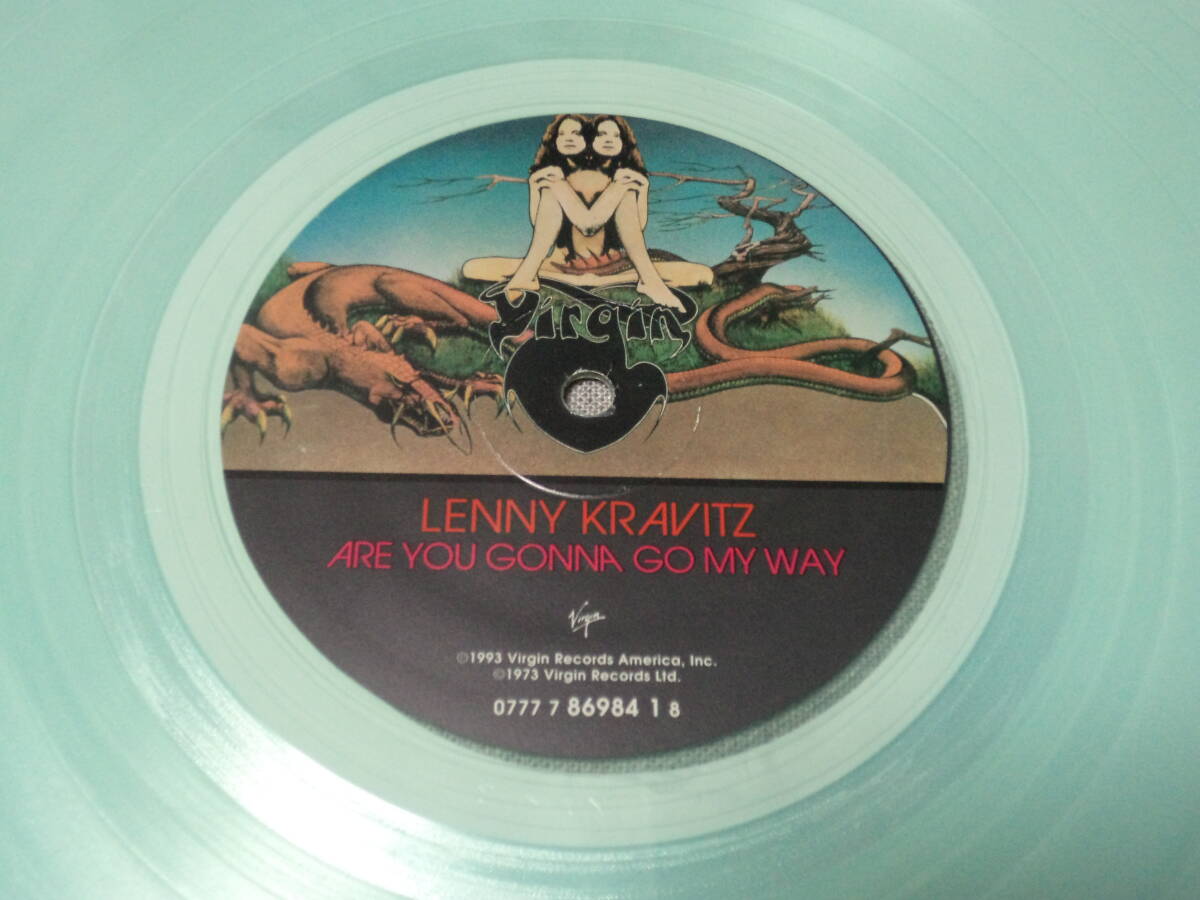 Virgin
LENNY KRAVITZ
ARE YOU GONNA GO MY WAY
Virgin
©1993 Virgin Records America, Inc.
©1973 Virgin Records Ltd.
0777 7 86984 1 8